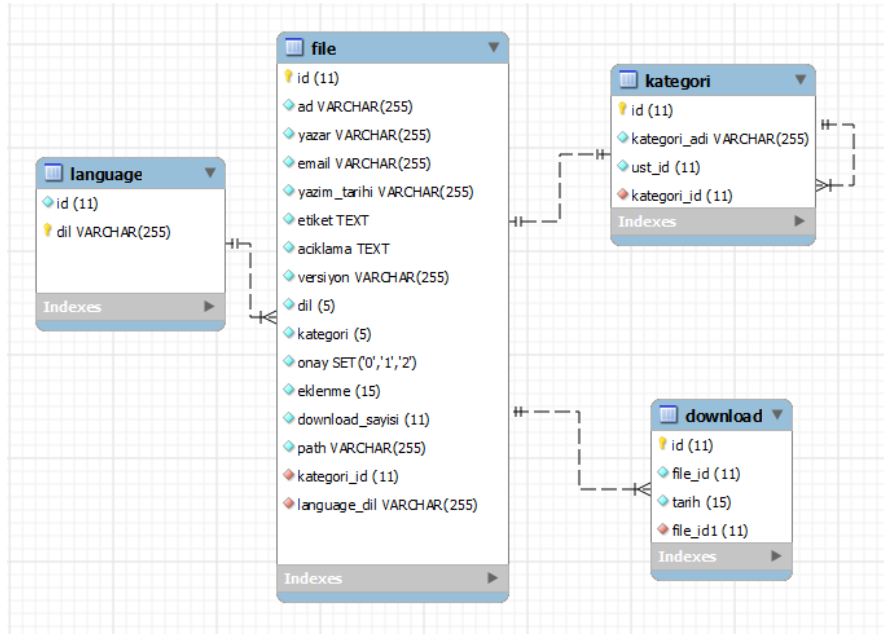 language
id (11)
dil VARCHAR(255)
Indexes
file
id (11)
ad VARCHAR(255)
yazar VARCHAR(255)
email VARCHAR(255)
yazim_tarihi VARCHAR(255)
etiket TEXT
aciklama TEXT
versiyon VARCHAR(255)
dil (5)
kategori (5)
onay SET('0','1','2')
eklenme (15)
download_sayisi (11)
path VARCHAR(255)
kategori_id (11)
language_dil VARCHAR(255)
Indexes
kategori
id (11)
kategori_adi VARCHAR(255)
ust_id (11)
kategori_id (11)
Indexes
download
id (11)
file_id (11)
tarih (15)
file_id1 (11)
Indexes